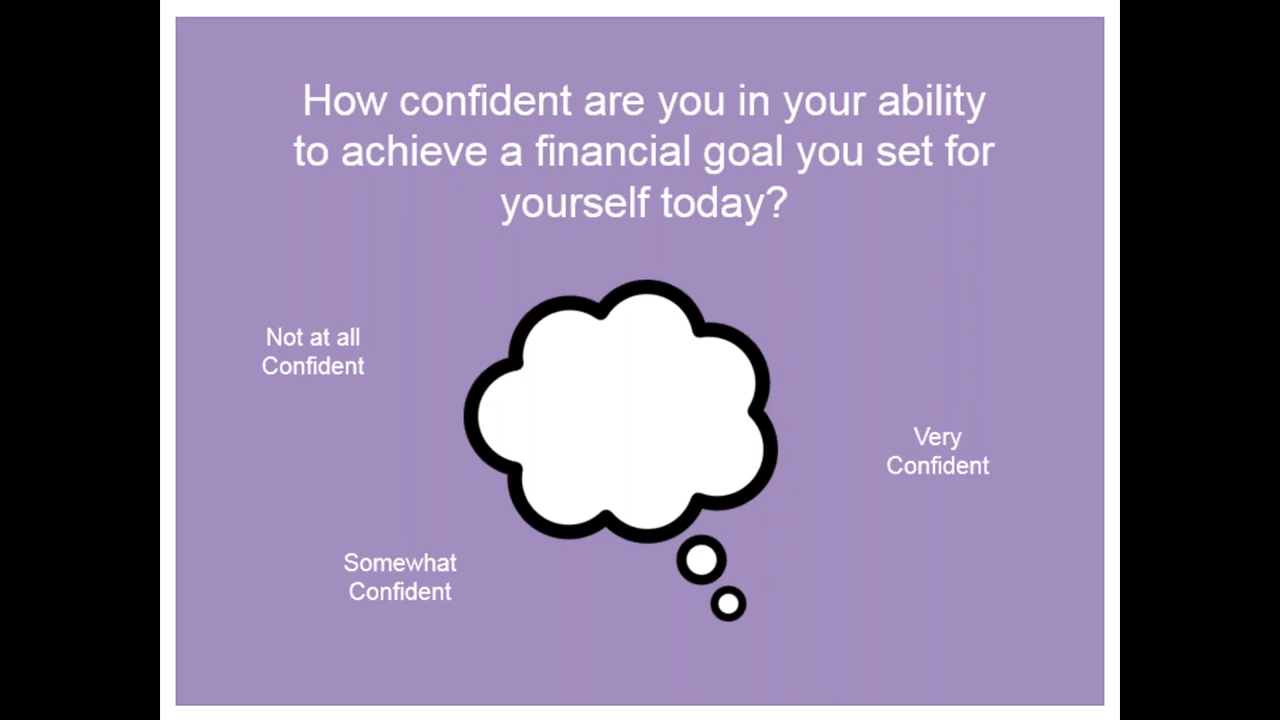 How confident are you in your ability
to achieve a financial goal you set for
yourself today?
Not at all
Confident
Very
Confident
Somewhat
Confident